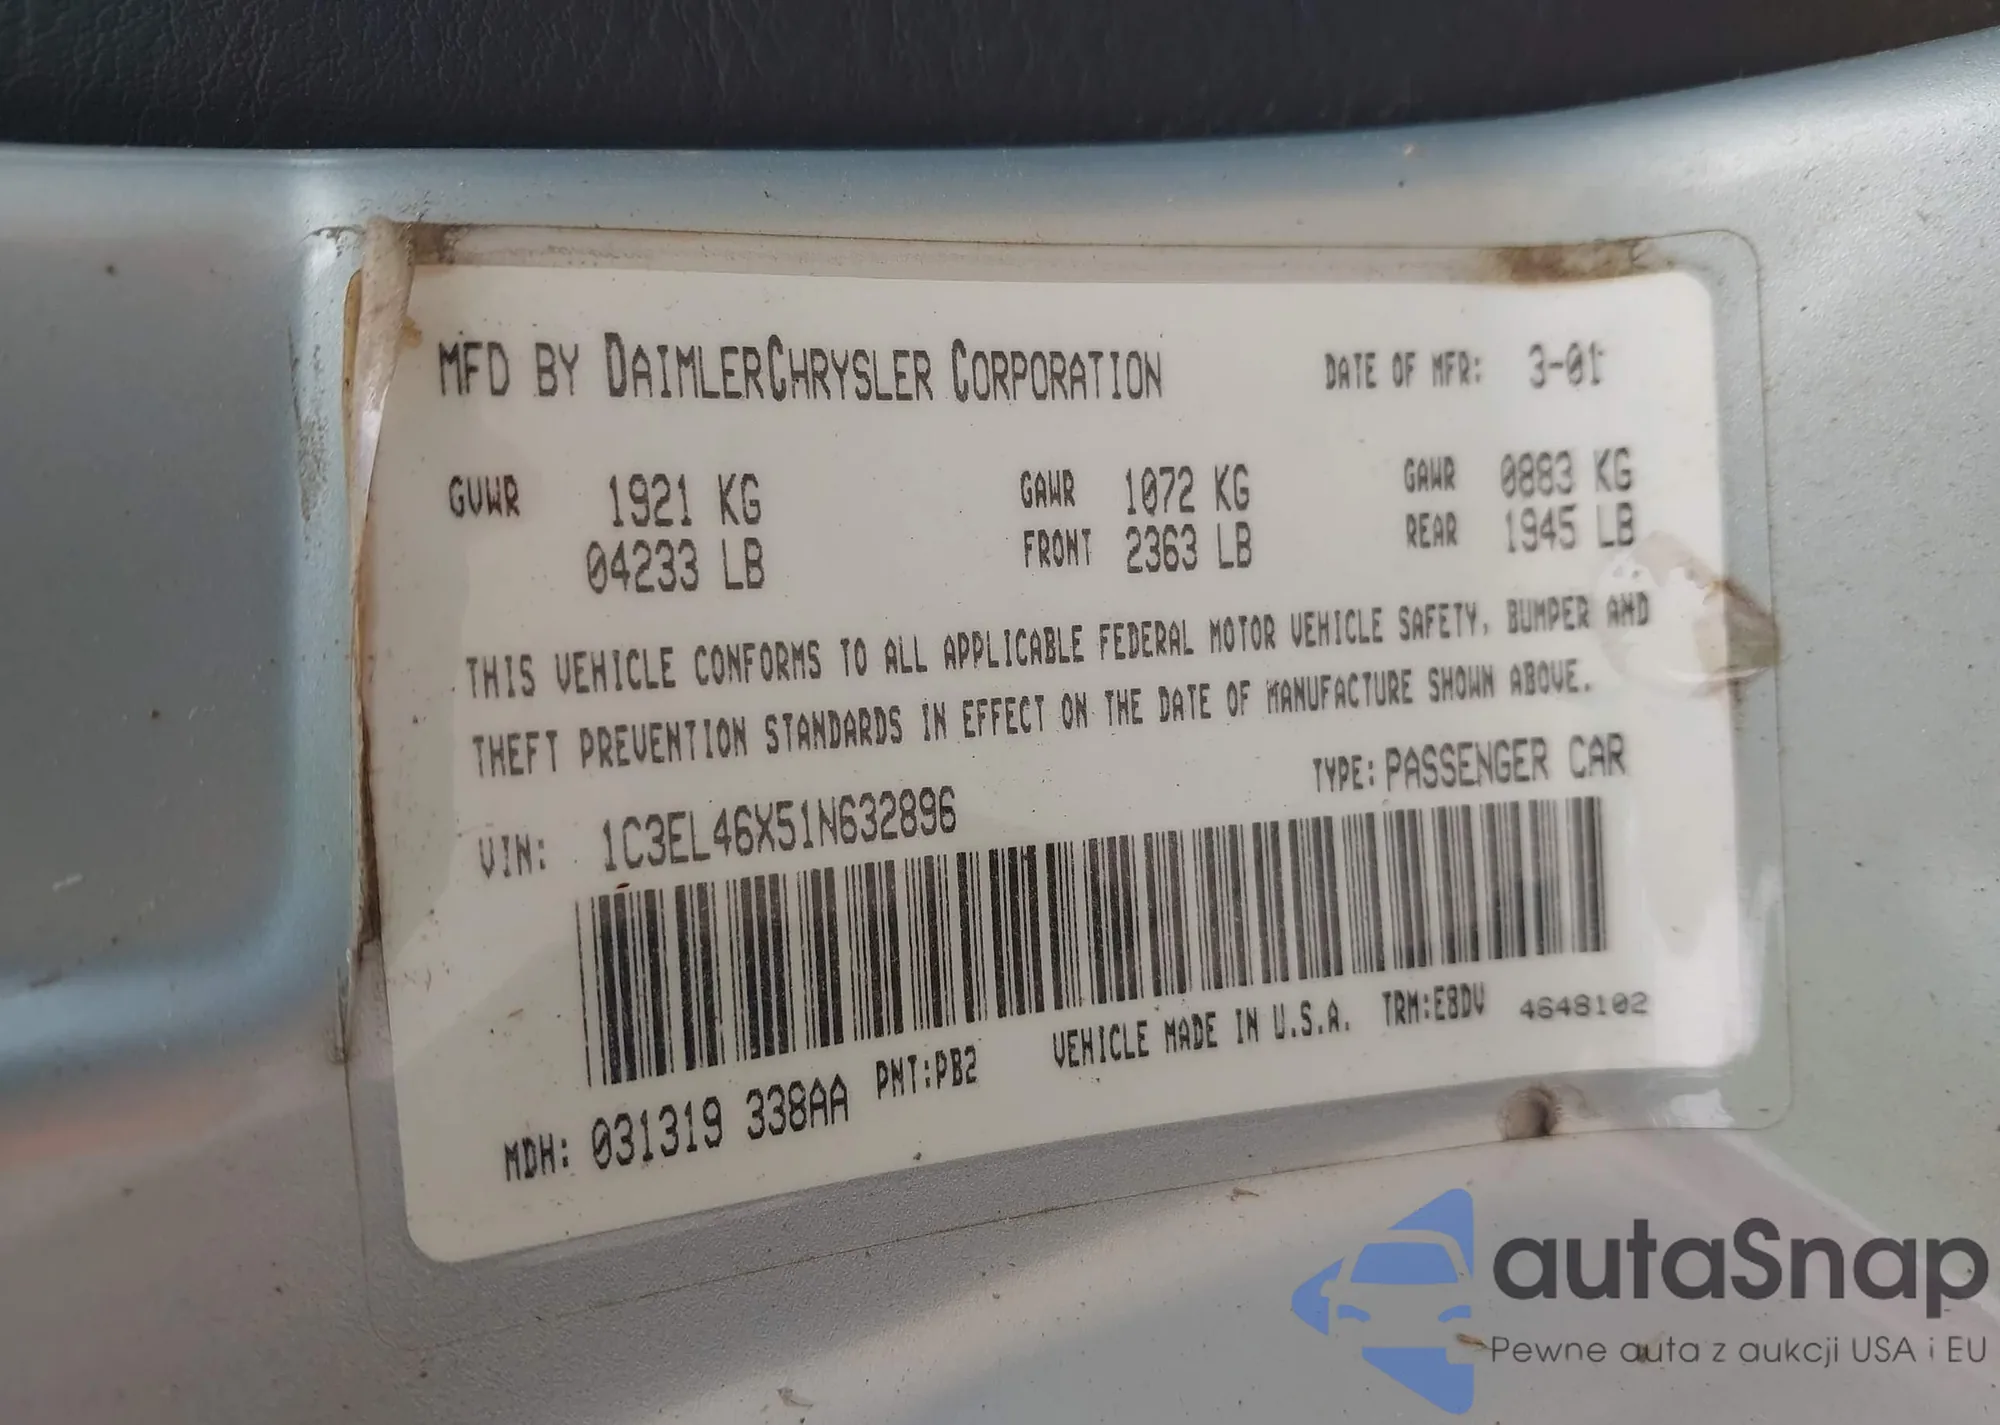 MFD BY DAIMLERCHRYSLER CORPORATION DATE OF MFR: 3-01
GVWR 1921 KG GAWR 1072 KG GAWR 0883 KG
04233 LB FRONT 2363 LB REAR 1945 LB
THIS VEHICLE CONFORMS TO ALL APPLICABLE FEDERAL MOTOR VEHICLE SAFETY, BUMPER AND
THEFT PREVENTION STANDARDS IN EFFECT ON THE DATE OF MANUFACTURE SHOWN ABOVE.
VIN: 1C3EL46X51N632896 TYPE: PASSENGER CAR
MDH: 031319 338AA PNT:PB2 VEHICLE MADE IN U.S.A. TRM:E8DV 4648102
autaSnap
Pewne auta z aukcji USA i EU